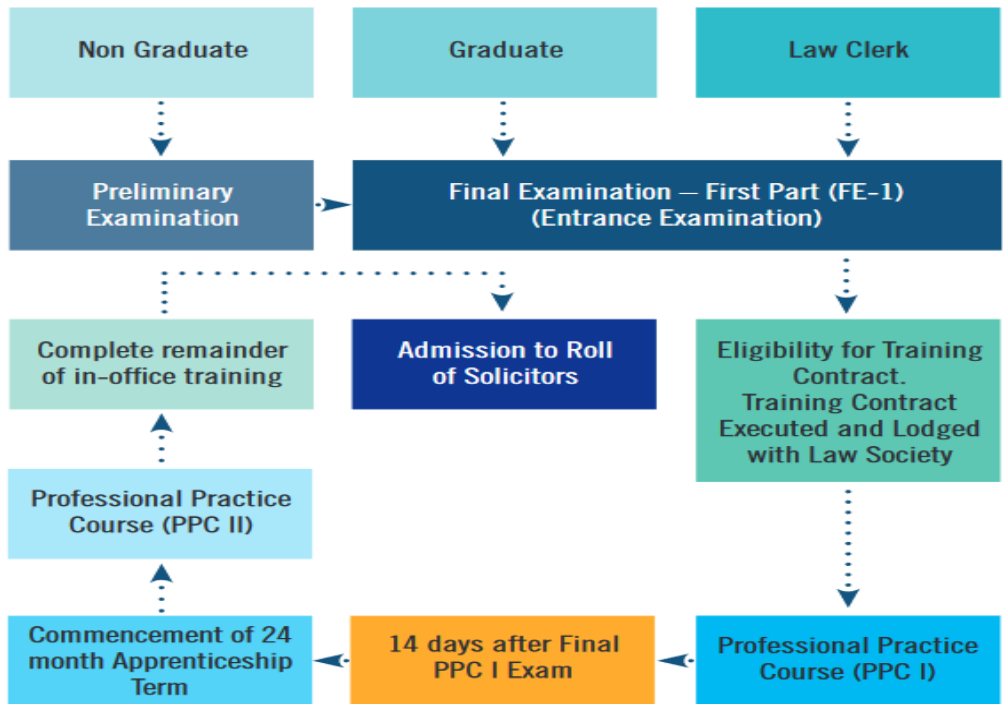 Non Graduate
Graduate
Law Clerk
Preliminary
Examination
Final Examination — First Part (FE-1)
(Entrance Examination)
Complete remainder
of in-office training
Admission to Roll
of Solicitors
Eligibility for Training
Contract.
Training Contract
Executed and Lodged
with Law Society
Professional Practice
Course (PPC II)
Commencement of 24
month Apprenticeship
Term
14 days after Final
PPC I Exam
Professional Practice
Course (PPC I)